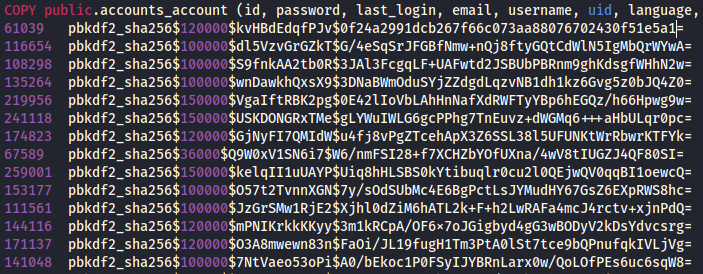 COPY public.accounts_account (id, password, last_login, email, username, uid, language,
61039 pbkdf2_sha256$120000$kvHBdEdqfPJv$0f24a2991dcb267f66c073aa88076702430f51e5a1=
116654 pbkdf2_sha256$100000$dl5VzvGrGZkT$G/4eSqSrJFGBfNmw+nQj8ftyGQtCdWlN5IgMbQrWYwA=
108298 pbkdf2_sha256$100000$S9fnkAA2tb0R$3JAl3FcgqLF+UAFwtd2JSBUbPBRnm9ghKdsgfWHhN2w=
135264 pbkdf2_sha256$100000$wnDawkhQxsX9$3DNaBWmOduSYjZZdgdLqzvNB1dh1kz6Gvg5z0bJQ4Z0=
219956 pbkdf2_sha256$150000$VgaIftRBK2pg$0E42lIoVbLAhHnNafXdRWFTyYBp6hEGQz/h66Hpwg9w=
241118 pbkdf2_sha256$150000$USKDONGRxTMe$gLYWuIWLG6gcPPhg7TnEuvz+dWGMq6+++aHbULqr0pc=
174823 pbkdf2_sha256$120000$GjNyFI7QMIdW$u4fj8vPgZTcehApX3Z6SSL38l5UFUNKtWrRbwrKTFYk=
67589 pbkdf2_sha256$36000$Q9W0xV1SN6i7$W6/nmFSI28+f7XCHZbYOfUXna/4wV8tIUGZJ4QF80SI=
259001 pbkdf2_sha256$150000$kelqII1uUAYP$Uiq8hHLSBS0kYtibuqlr0cu2l0QEjwQV0qqBI1oewcQ=
153177 pbkdf2_sha256$100000$O57t2TvnnXGN$7y/sOdSUbMc4E6BgPctLsJYMudHY67GsZ6EXpRWS8hc=
111561 pbkdf2_sha256$100000$JzGrSMw1RjE2$Xjhl0dZiM6hATL2k+F+h2LwRAFa4mcJ4rctv+xjnPdQ=
144116 pbkdf2_sha256$120000$mPNIKrkkKKyy$3m1kRCpA/OF6×7oJGigbyd4gG3wBODyV2kDsYdvcsrg=
171137 pbkdf2_sha256$120000$O3A8mwewn83n$FaOi/JL19fugH1Tm3PtA0lSt7tce9bQPnufqkIVLjVg=
141048 pbkdf2_sha256$100000$7NtVaeo53oPi$A0/bEkoc1P0FSyIJYBRnLarx0w/QoLOfPEs6uc6sqW8=